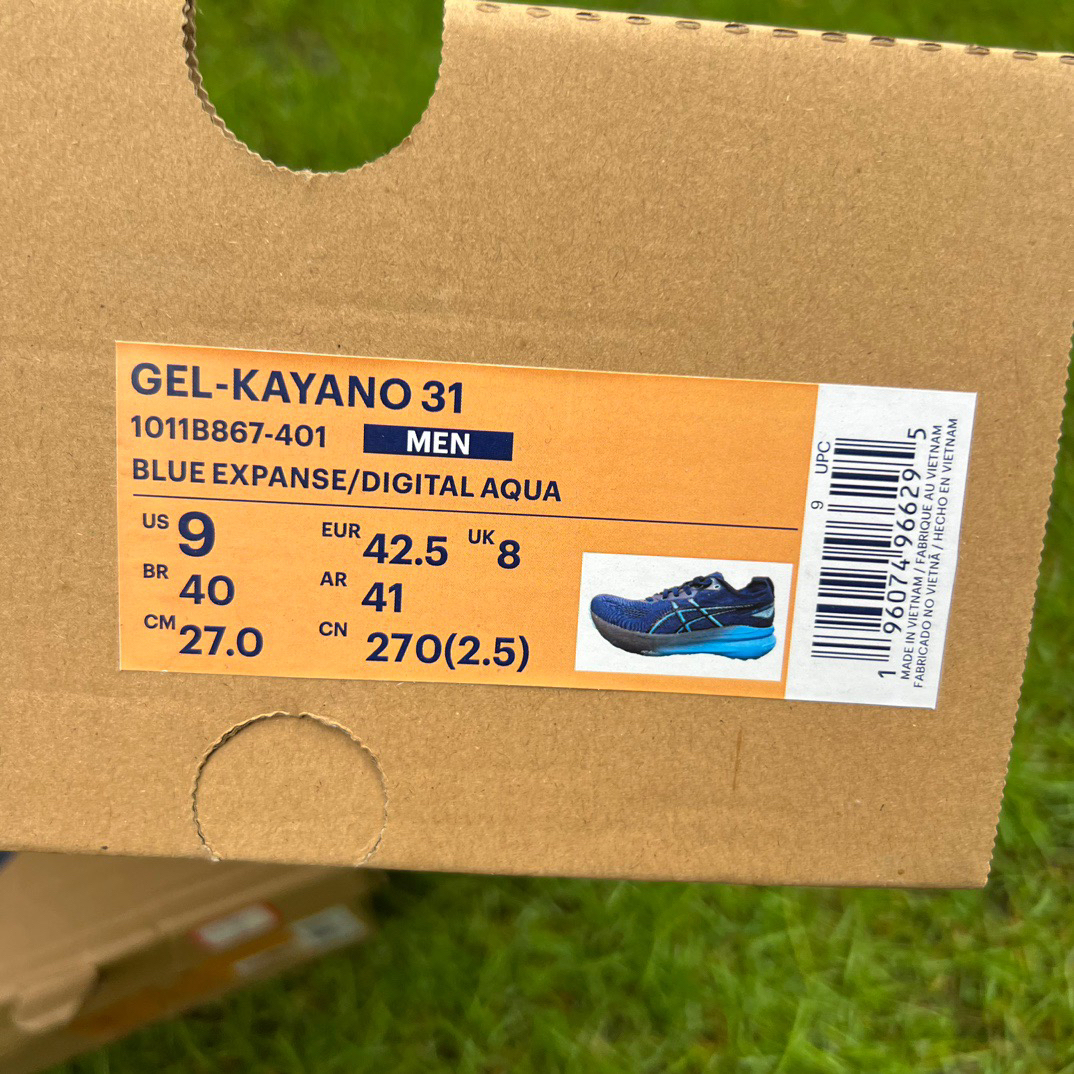 GEL-KAYANO 31
1011B867-401 MEN
BLUE EXPANSE/DIGITAL AQUA
US 9 EUR 42.5 UK 8
BR 40 AR 41
CM 27.0 CN 270(2.5)
9 UPC
1 96074 96629 5
MADE IN VIETNAM / FABRIQUE AU VIETNAM
FABRICADO NO VIETNÃ / HECHO EN VIETNAM